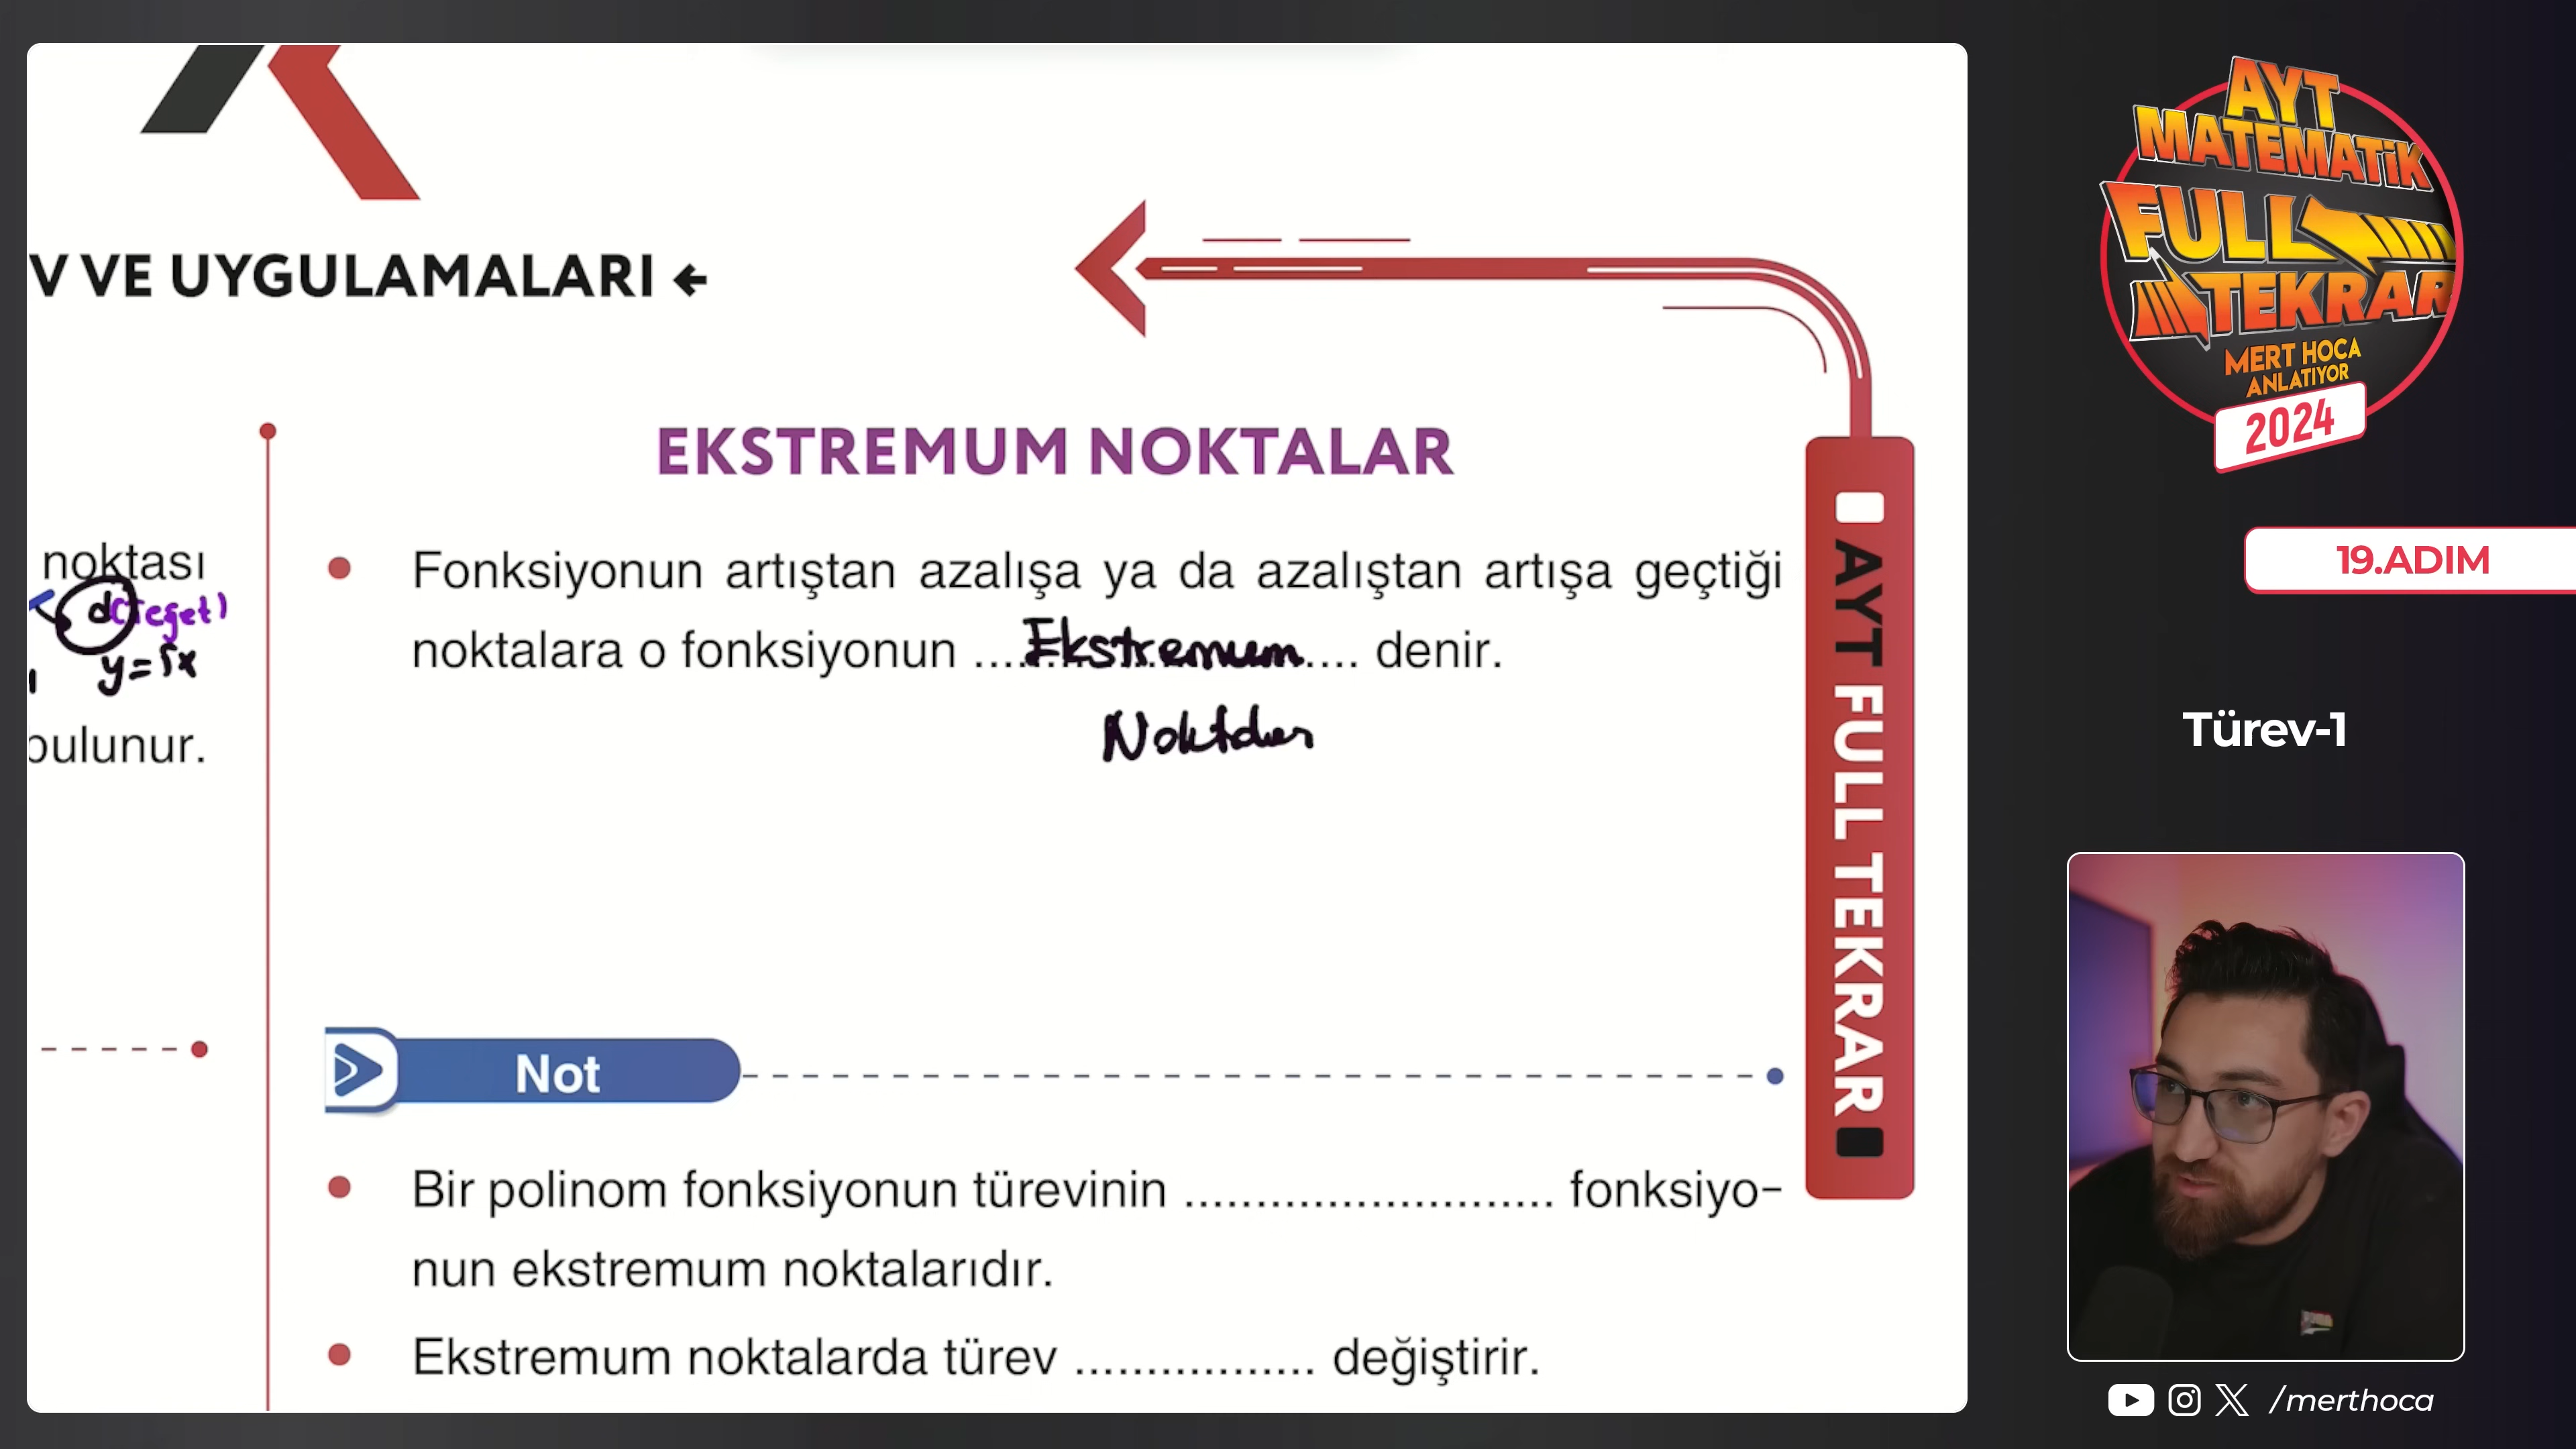 V VE UYGULAMALARI
noktası
d(Teğet)
y=5x
bulunur.
EKSTREMUM NOKTALAR
Fonksiyonun artıştan azalışa ya da azalıştan artışa geçtiği
noktalara o fonksiyonun .... Ekstremum .... denir.
Noktaları
Not
Bir polinom fonksiyonun türevinin .......................... fonksiyo-
nun ekstremum noktalarıdır.
Ekstremum noktalarda türev ................. değiştirir.
AYT FULL TEKRAR
AYT
MATEMATİK
FULL
TEKRAR
MERT HOCA
ANLATIYOR
2024
19.ADIM
Türev-1
/merthoca